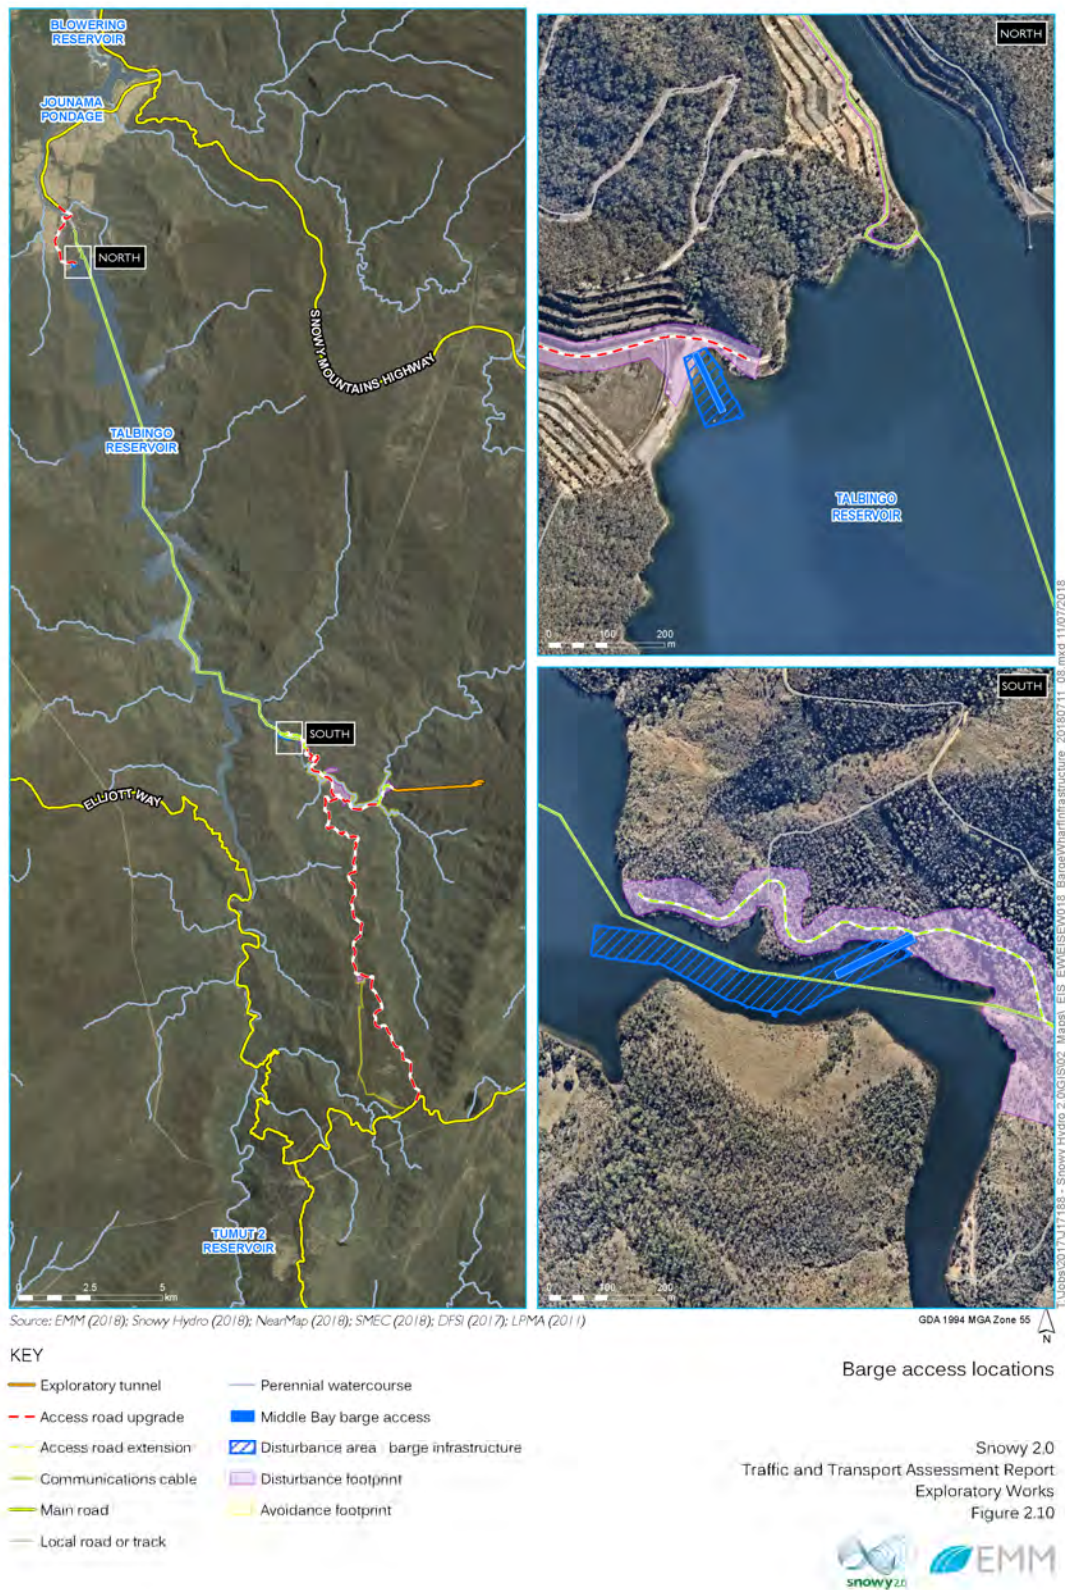 BLOWERING
RESERVOIR
JOUNAMA
PONDAGE
NORTH
SNOWY MOUNTAINS HIGHWAY
TALBINGO
RESERVOIR
SOUTH
ELLIOTT WAY
TUMUT 2
RESERVOIR
0 2.5 5
km
NORTH
TALBINGO
RESERVOIR
0 100 200
m
SOUTH
0 100 200
m
Source: EMM (2018); Snowy Hydro (2018); NearMap (2018); SMEC (2018); DFSI (2017); LPMA (2011)
GDA 1994 MGA Zone 55
N
KEY
Exploratory tunnel
Access road upgrade
Access road extension
Communications cable
Main road
Local road or track
Perennial watercourse
Middle Bay barge access
Disturbance area barge infrastructure
Disturbance footprint
Avoidance footprint
Barge access locations
Snowy 2.0
Traffic and Transport Assessment Report
Exploratory Works
Figure 2.10
snowy2.0
EMM